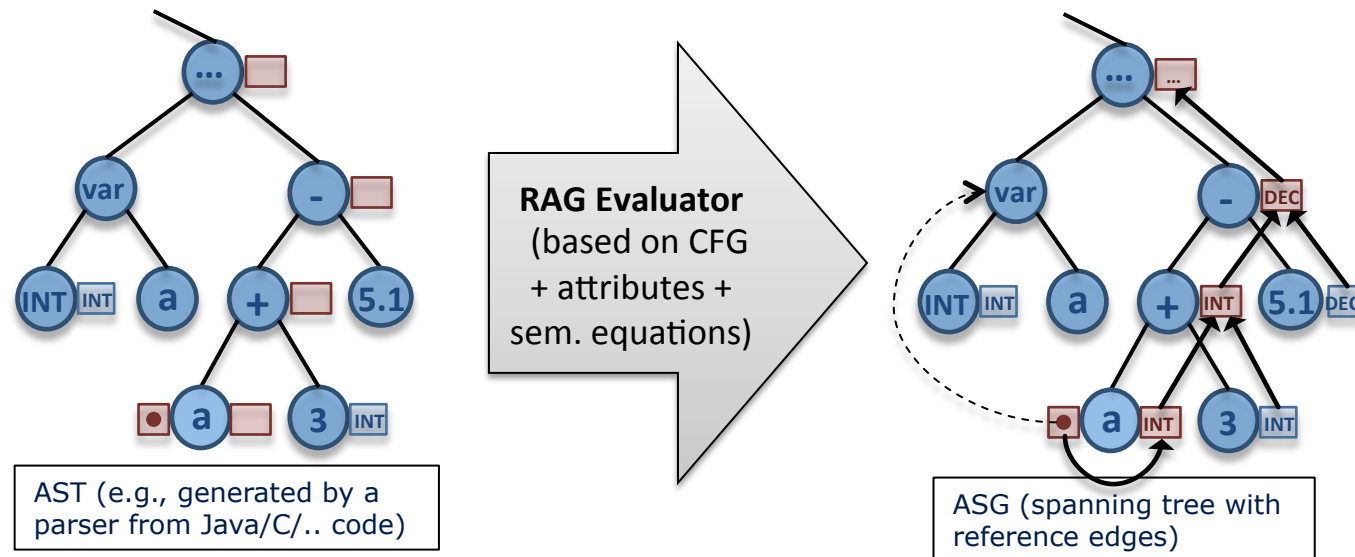 ...
var
-
INT
INT
a
+
5.1
a
3
INT
AST (e.g., generated by a
parser from Java/C/.. code)
RAG Evaluator
(based on CFG
+ attributes +
sem. equations)
...
...
var
-
DEC
INT
INT
a
+
INT
5.1
DEC
a
INT
3
INT
ASG (spanning tree with
reference edges)